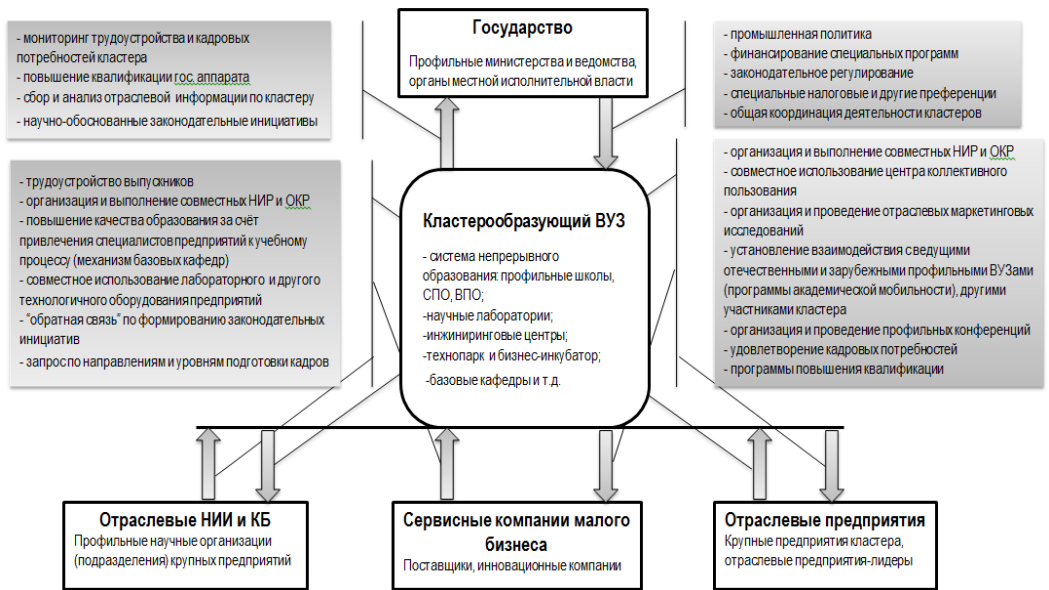 - мониторинг трудоустройства и кадровых
потребностей кластера
- повышение квалификации гос. аппарата
- сбор и анализ отраслевой информации по кластеру
- научно-обоснованные законодательные инициативы
Государство
Профильные министерства и ведомства,
органы местной исполнительной власти
- промышленная политика
- финансирование специальных программ
- законодательное регулирование
- специальные налоговые и другие преференции
- общая координация деятельности кластеров
- трудоустройство выпускников
- организация и выполнение совместных НИР и ОКР
- повышение качества образования за счёт
привлечения специалистов предприятий к учебному
процессу (механизм базовых кафедр)
- совместное использование лабораторного и другого
технологичного оборудования предприятий
- “обратная связь” по формированию законодательных
инициатив
- запрос по направлениям и уровням подготовки кадров
Кластерообразующий ВУЗ
- система непрерывного
образования: профильные школы,
СПО, ВПО;
-научные лаборатории;
-инжиниринговые центры;
-технопарк и бизнес-инкубатор;
-базовые кафедры и т.д.
- организация и выполнение совместных НИР и ОКР
- совместное использование центра коллективного
пользования
- организация и проведение отраслевых маркетинговых
исследований
- установление взаимодействия с ведущими
отечественными и зарубежными профильными ВУЗами
(программы академической мобильности), другими
участниками кластера
- организация и проведение профильных конференций
- удовлетворение кадровых потребностей
- программы повышения квалификации
Отраслевые НИИ и КБ
Профильные научные организации
(подразделения) крупных предприятий
Сервисные компании малого
бизнеса
Поставщики, инновационные компании
Отраслевые предприятия
Крупные предприятия кластера,
отраслевые предприятия-лидеры